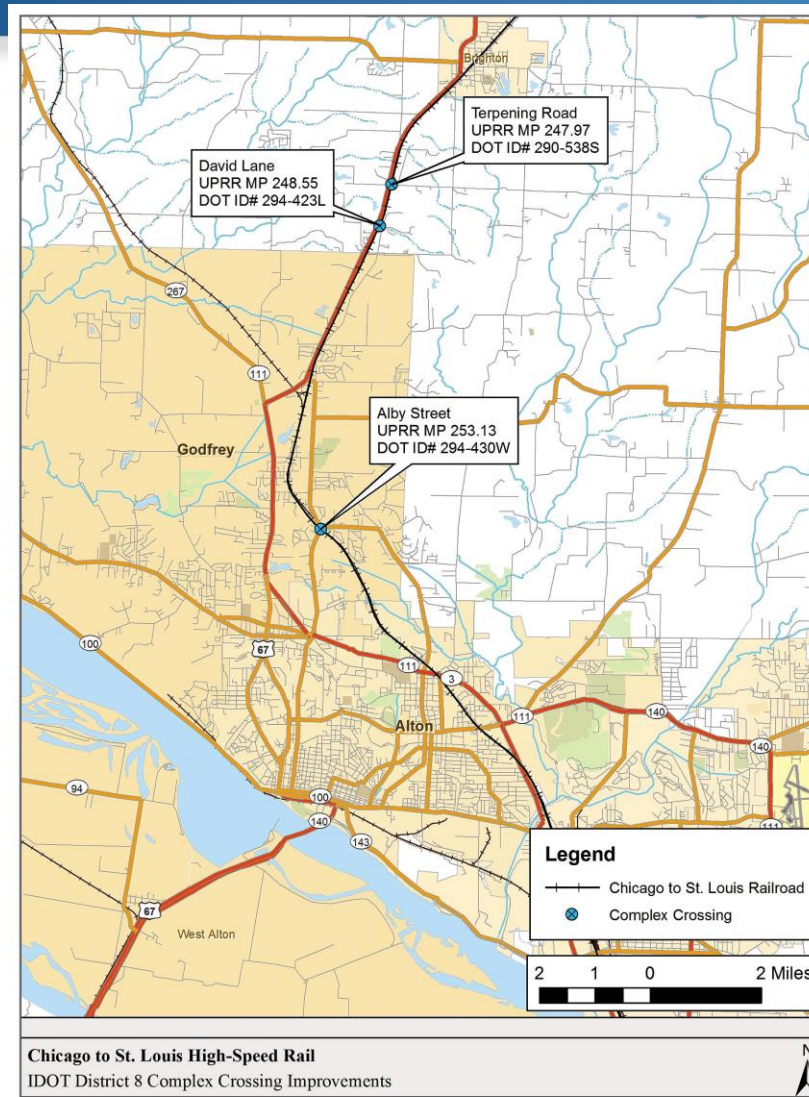 Brighton
Terpening Road
UPRR MP 247.97
DOT ID# 290-538S
David Lane
UPRR MP 248.55
DOT ID# 294-423L
267
111
Alby Street
UPRR MP 253.13
DOT ID# 294-430W
Godfrey
100
67
111
3
111
140
140
Alton
94
100
140
143
111
67
West Alton
Legend
Chicago to St. Louis Railroad
Complex Crossing
2 1 0 2 Miles
Chicago to St. Louis High-Speed Rail
IDOT District 8 Complex Crossing Improvements
N